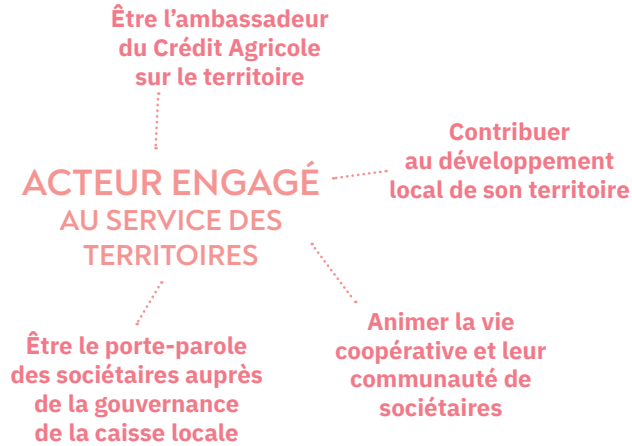 Être l’ambassadeur
du Crédit Agricole
sur le territoire
Contribuer
au développement
local de son territoire
ACTEUR ENGAGÉ
AU SERVICE DES
TERRITOIRES
Être le porte-parole
des sociétaires auprès
de la gouvernance
de la caisse locale
Animer la vie
coopérative et leur
communauté de
sociétaires